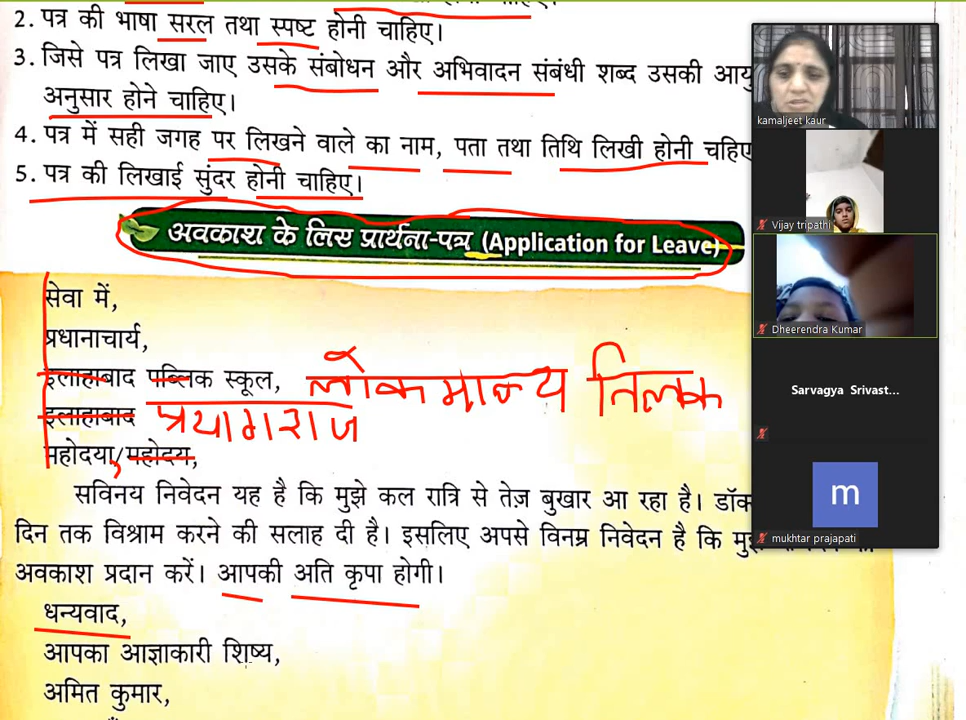 होनी चाहिए।
2. पत्र की भाषा सरल तथा स्पष्ट होनी चाहिए।
3. जिसे पत्र लिखा जाए उसके संबोधन और अभिवादन संबंधी शब्द उसकी
अनुसार होने चाहिए।
4. पत्र में सही जगह पर लिखने वाले का नाम, पता तथा तिथि लिखी होनी चहिए
5. पत्र की लिखाई सुंदर होनी चाहिए।
अवकाश के लिए प्रार्थना-पत्र (Application for Leave)
सेवा में,
प्रधानाचार्य,
इलाहाबाद पब्लिक स्कूल, लोकमान्य तिलक
इलाहाबाद प्रयागराज
महोदया/महोदय,
सविनय निवेदन यह है कि मुझे कल रात्रि से तेज़ बुखार आ रहा है।
दिन तक विश्राम करने की सलाह दी है। इसलिए अपसे विनम्र निवेदन है कि
अवकाश प्रदान करें। आपकी अति कृपा होगी।
धन्यवाद,
आपका आज्ञाकारी शिष्य,
अमित कुमार,
kamaljeet kaur
Vijay tripathi
Dheerendra Kumar
Sarvagya Srivast...
m
mukhtar prajapati